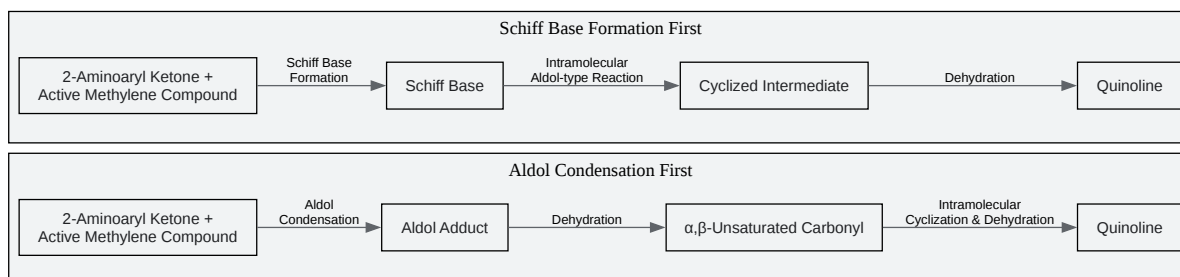 Schiff Base Formation First
2-Aminoaryl Ketone +
Active Methylene Compound
Schiff Base
Formation
Schiff Base
Intramolecular
Aldol-type Reaction
Cyclized Intermediate
Dehydration
Quinoline
Aldol Condensation First
2-Aminoaryl Ketone +
Active Methylene Compound
Aldol
Condensation
Aldol Adduct
Dehydration
α,β-Unsaturated Carbonyl
Intramolecular
Cyclization & Dehydration
Quinoline